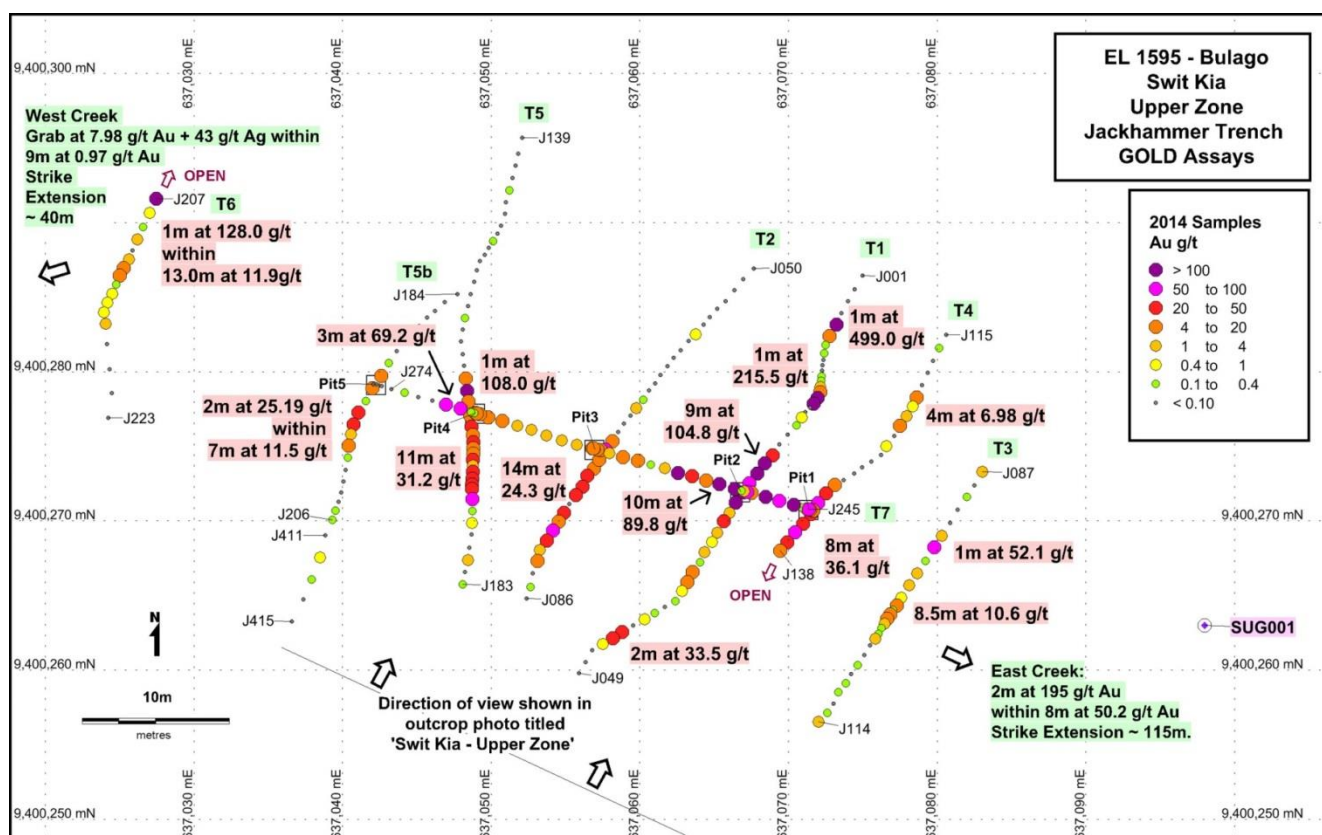 637,030 mE
637,040 mE
637,050 mE
637,060 mE
637,070 mE
637,080 mE
9,400,300 mN
9,400,300 mN
EL 1595 - Bulago
Swit Kia
Upper Zone
Jackhammer Trench
GOLD Assays
West Creek
Grab at 7.98 g/t Au + 43 g/t Ag within
9m at 0.97 g/t Au
Strike
Extension
~ 40m
OPEN
J207
T6
1m at 128.0 g/t
within
13.0m at 11.9g/t
J223
T5
J139
T5b
J184
3m at 69.2 g/t
J274
Pit5
Pit4
1m at
108.0 g/t
2m at 25.19 g/t
within
7m at 11.5 g/t
11m at
31.2 g/t
J206
J411
J415
J183
T2
J050
Pit3
14m at
24.3 g/t
J086
T1
J001
1m at
499.0 g/t
1m at
215.5 g/t
9m at
104.8 g/t
Pit2
10m at
89.8 g/t
2m at 33.5 g/t
J049
T4
J115
4m at 6.98 g/t
Pit1
J245
T7
8m at
36.1 g/t
J138
OPEN
T3
J087
1m at 52.1 g/t
8.5m at 10.6 g/t
J114
2014 Samples
Au g/t
> 100
50 to 100
20 to 50
4 to 20
1 to 4
0.4 to 1
0.1 to 0.4
< 0.10
9,400,280 mN
9,400,280 mN
9,400,270 mN
9,400,270 mN
SUG001
East Creek:
2m at 195 g/t Au
within 8m at 50.2 g/t Au
Strike Extension ~ 115m.
9,400,260 mN
9,400,260 mN
N
10m
metres
Direction of view shown in
outcrop photo titled
'Swit Kia - Upper Zone'
9,400,250 mN
9,400,250 mN
637,030 mE
637,040 mE
637,050 mE
637,060 mE
637,070 mE
637,080 mE
637,090 mE